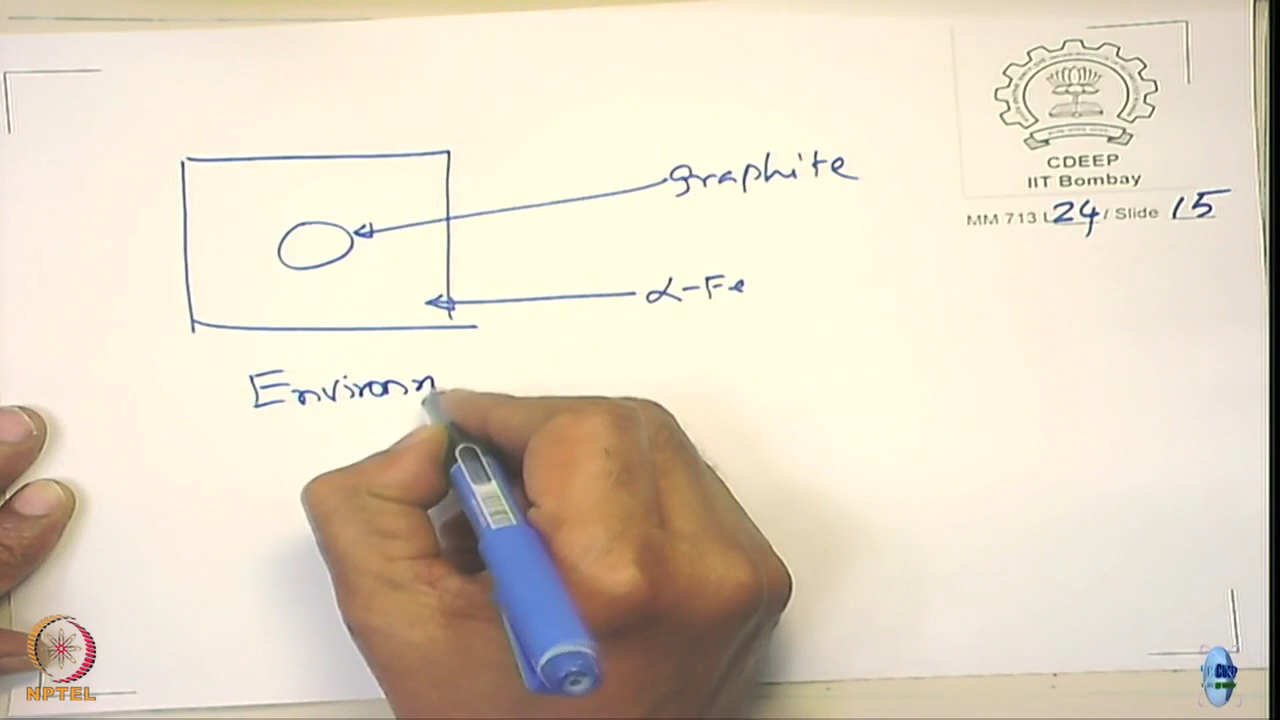 CDEEP
IIT Bombay
MM 713 L24 / Slide 15
graphite
α-Fe
Environ
NPTEL